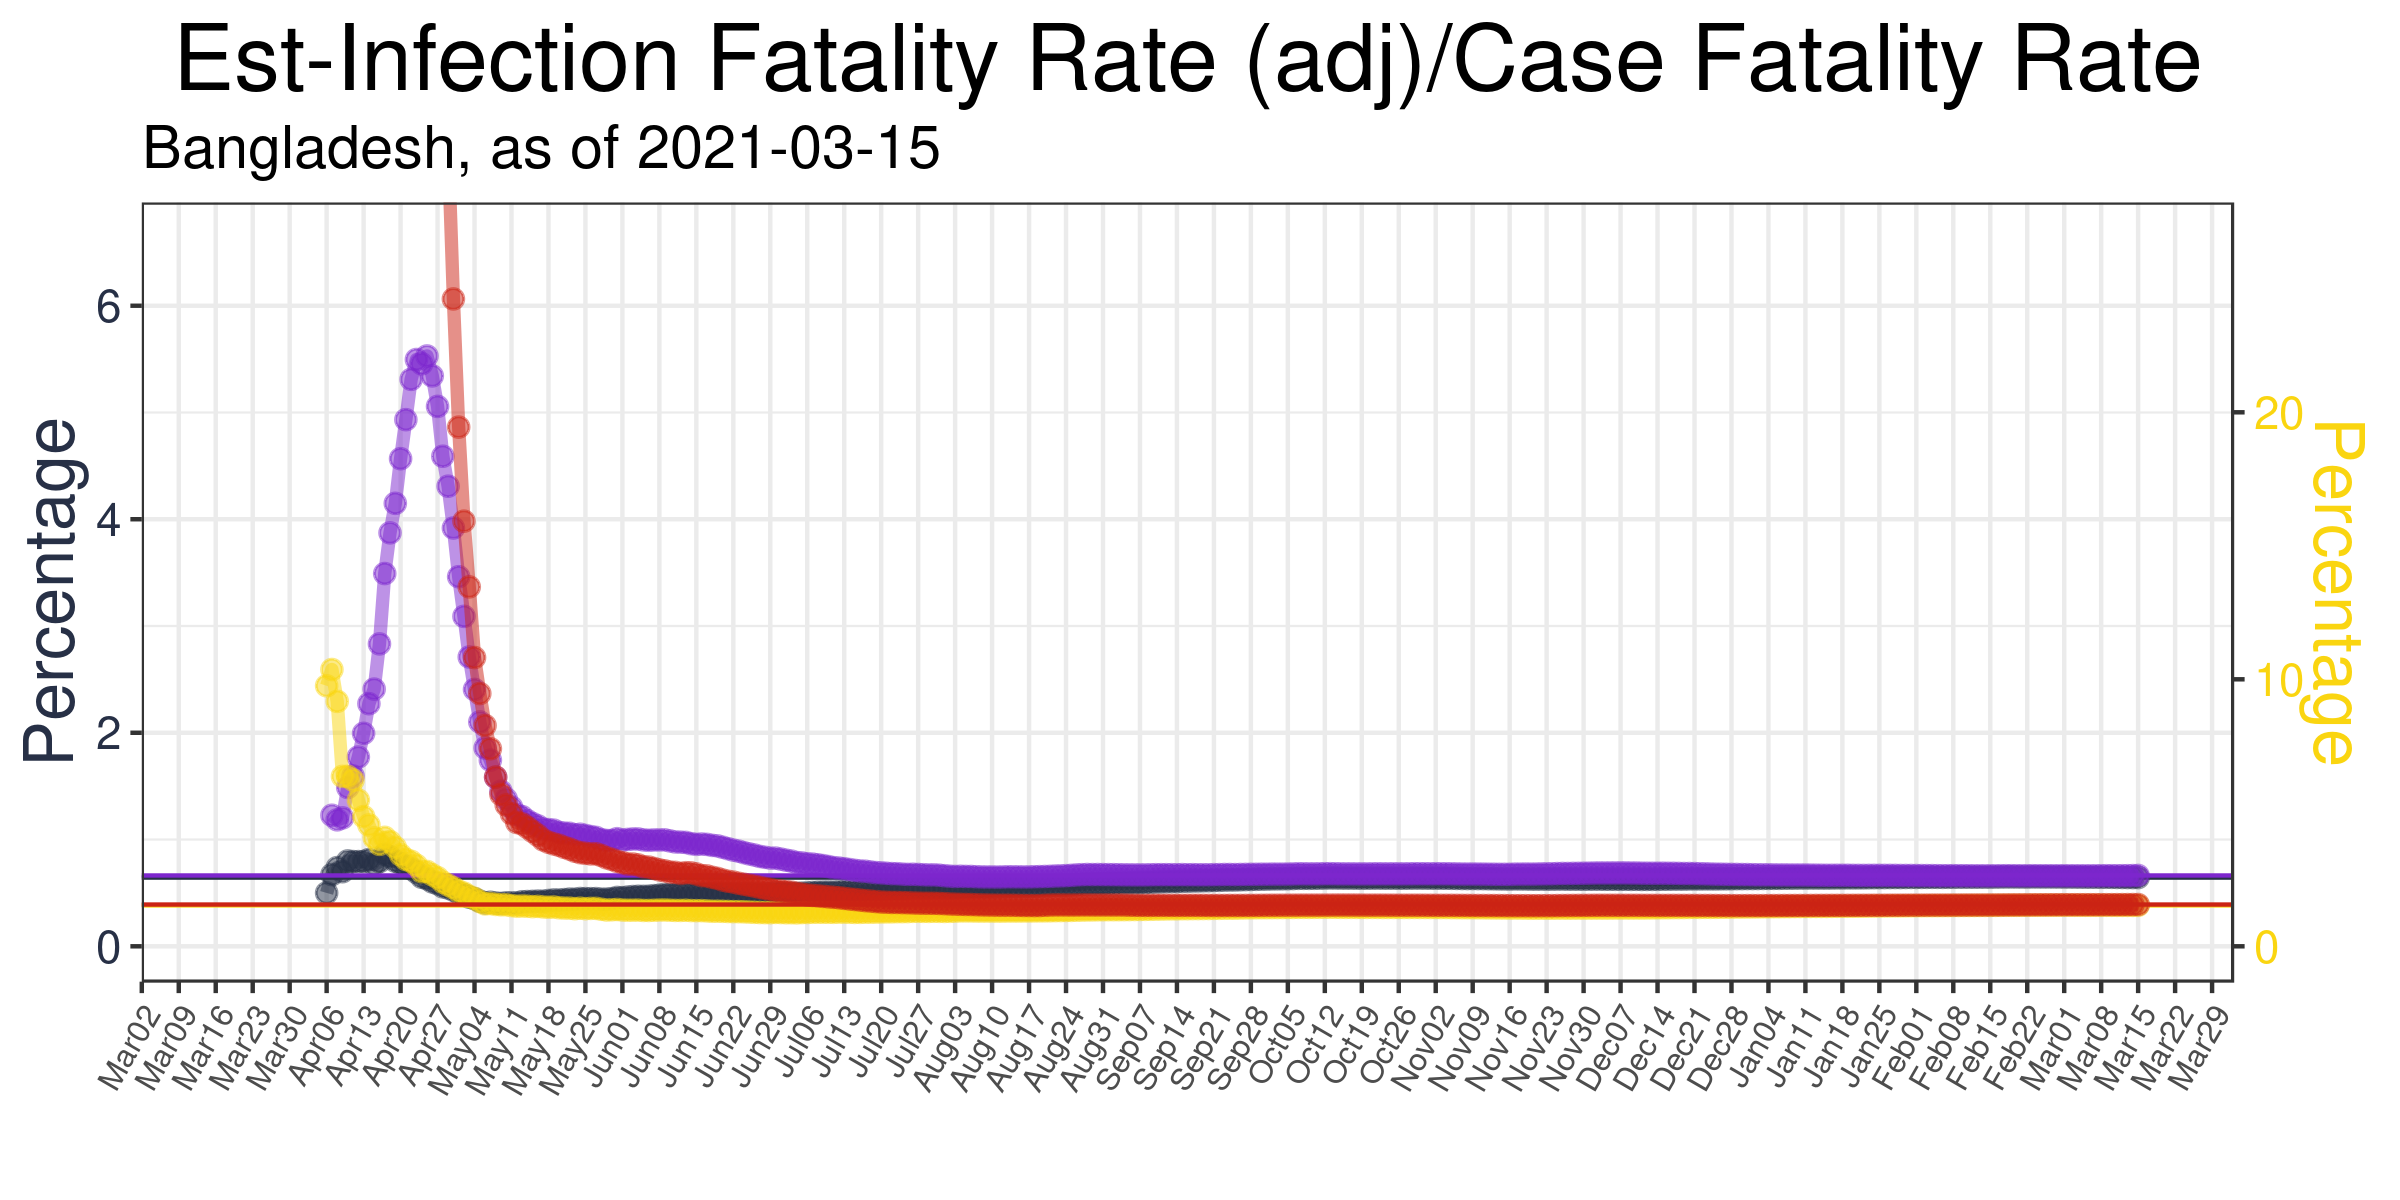 Est-Infection Fatality Rate (adj)/Case Fatality Rate
Bangladesh, as of 2021-03-15
Percentage
6
4
2
0
20
10
0
Percentage
Mar02
Mar09
Mar16
Mar23
Mar30
Apr06
Apr13
Apr20
Apr27
May04
May11
May18
May25
Jun01
Jun08
Jun15
Jun22
Jun29
Jul06
Jul13
Jul20
Jul27
Aug03
Aug10
Aug17
Aug24
Aug31
Sep07
Sep14
Sep21
Sep28
Oct05
Oct12
Oct19
Oct26
Nov02
Nov09
Nov16
Nov23
Nov30
Dec07
Dec14
Dec21
Dec28
Jan04
Jan11
Jan18
Jan25
Feb01
Feb08
Feb15
Feb22
Mar01
Mar08
Mar15
Mar22
Mar29